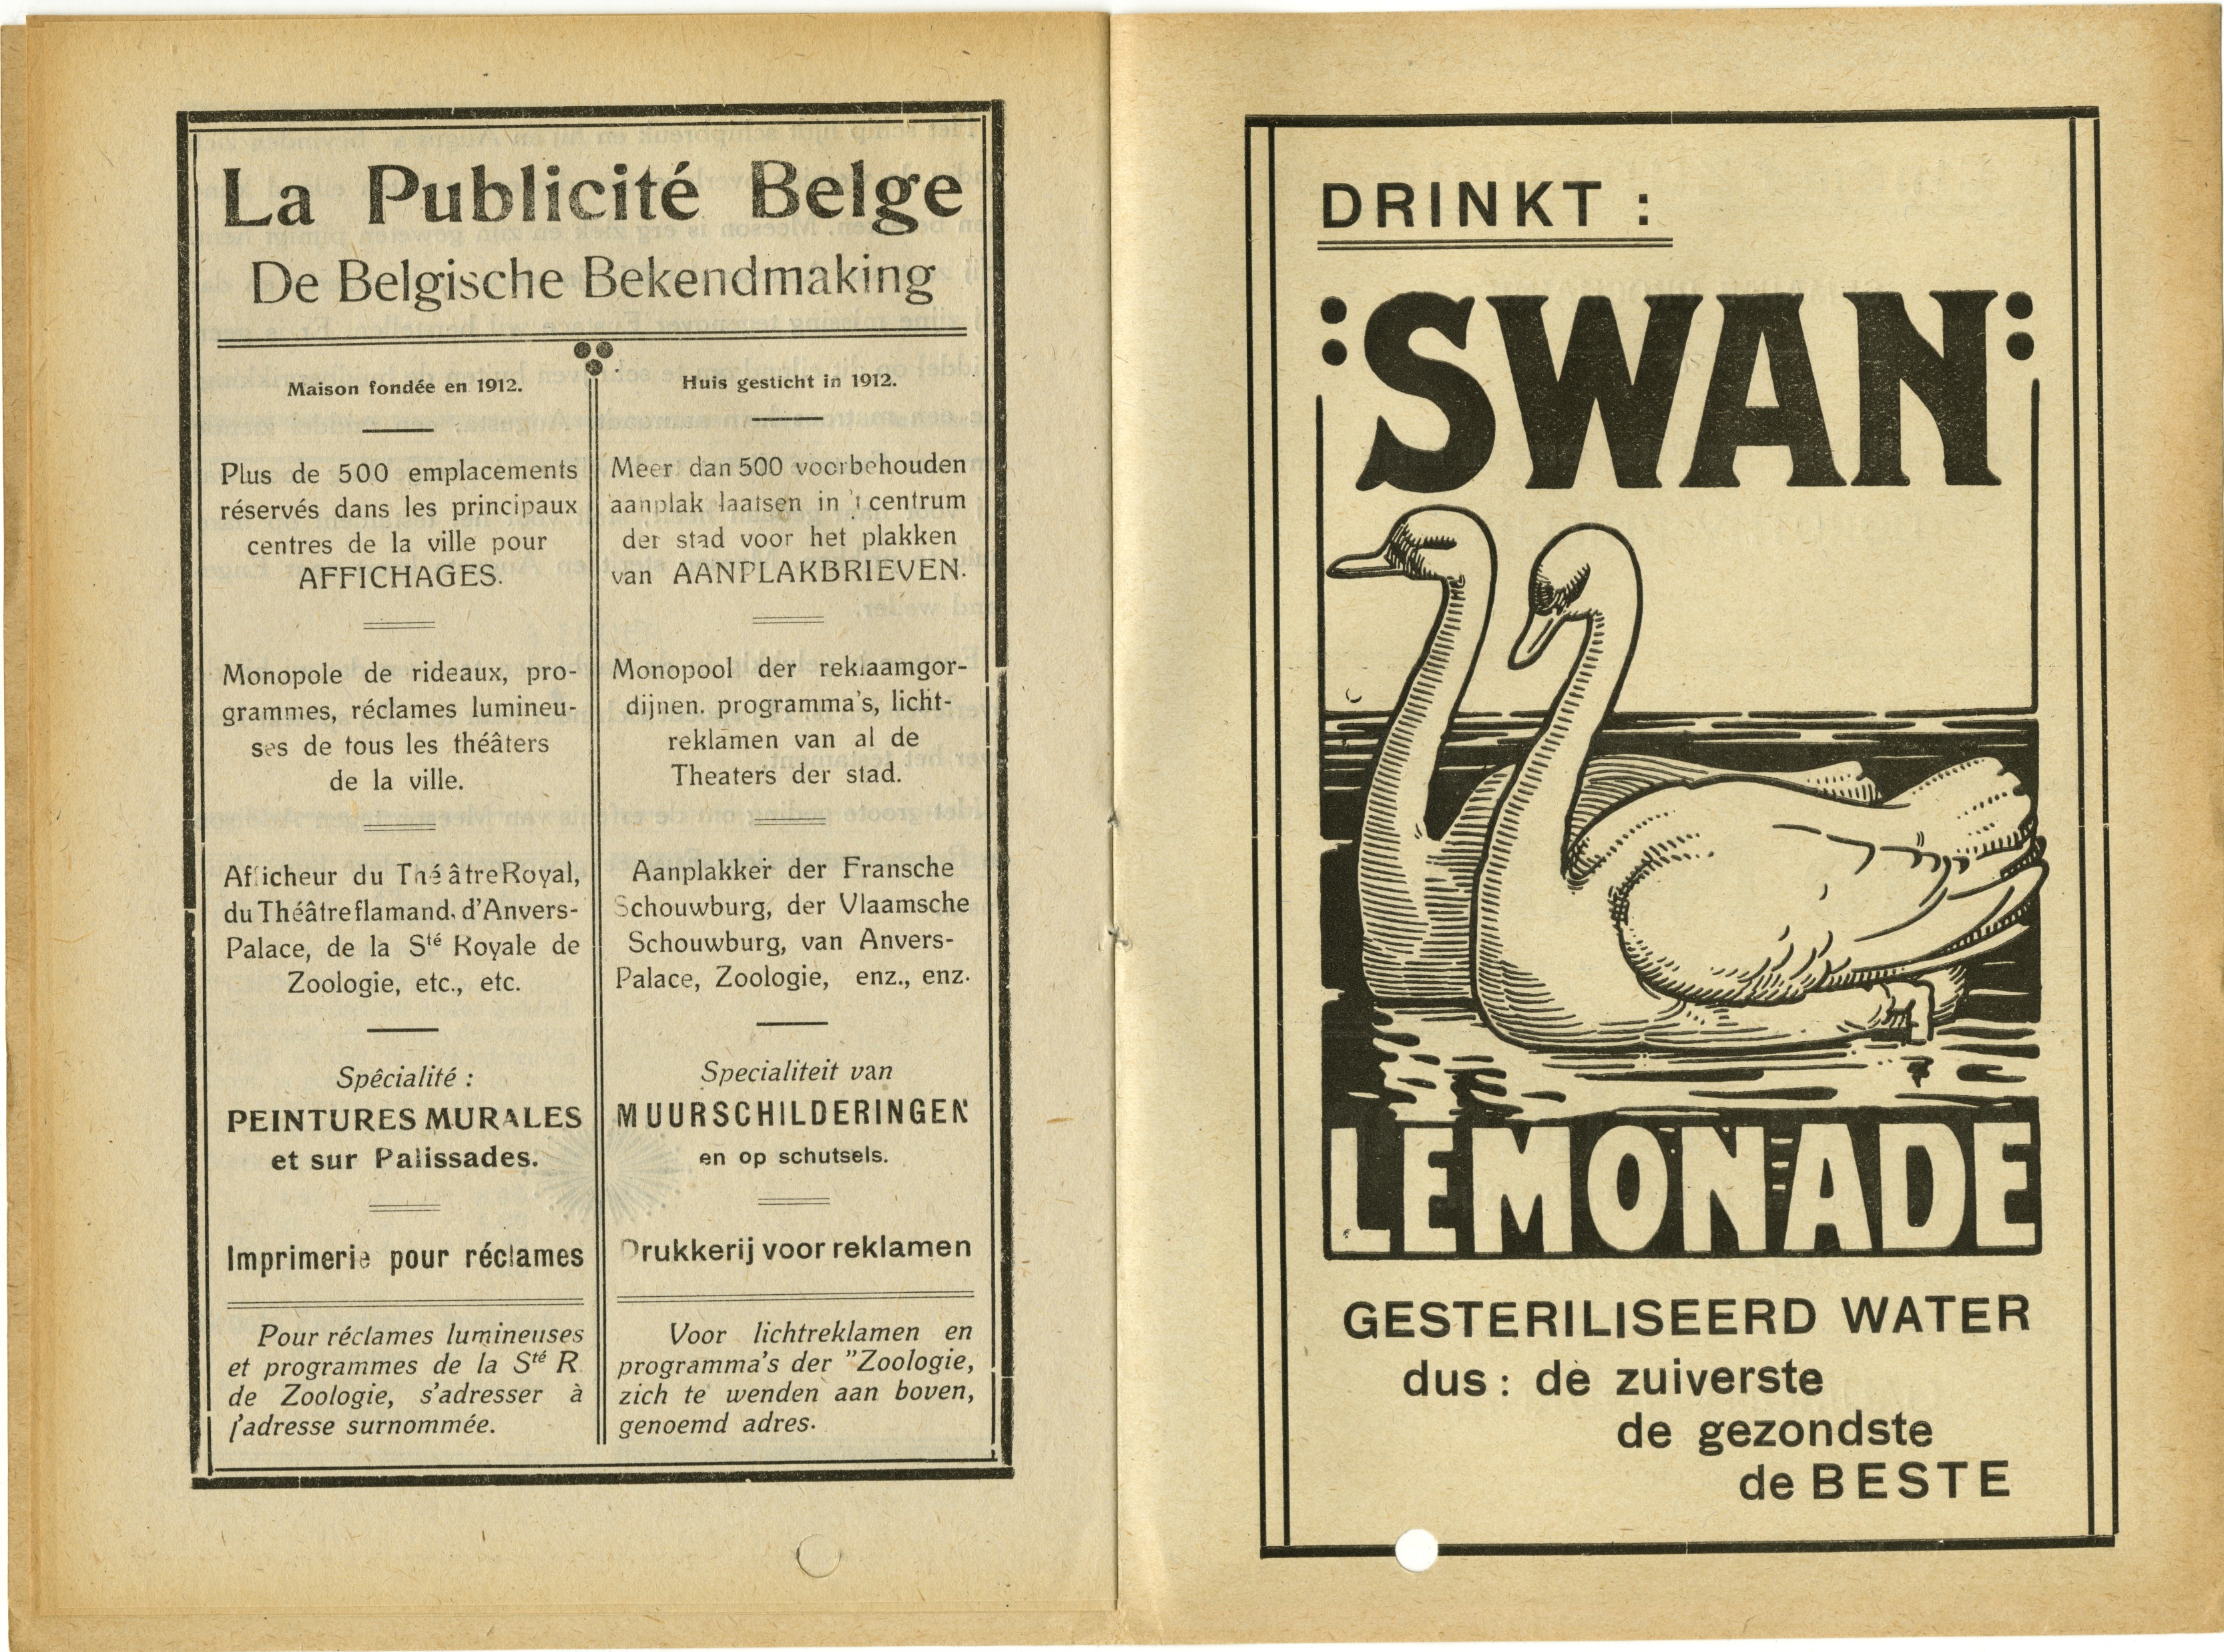 La Publicité Belge
De Belgische Bekendmaking
Maison fondée en 1912.
Plus de 500 emplacements
réservés dans les principaux
centres de la ville pour
AFFICHAGES.
Monopole de rideaux, pro-
grammes, réclames lumineu-
ses de tous les théâters
de la ville.
Afficheur du Théâtre Royal,
du Théâtre flamand, d'Anvers-
Palace, de la Sté Royale de
Zoologie, etc., etc.
Spêcialité :
PEINTURES MURALES
et sur Palissades.
Imprimerie pour réclames
Pour réclames lumineuses
et programmes de la Sté R.
de Zoologie, s'adresser à
l'adresse surnommée.
Huis gesticht in 1912.
Meer dan 500 voorbehouden
aanplak laatsen in 't centrum
der stad voor het plakken
van AANPLAKBRIEVEN.
Monopool der reklaamgor-
dijnen. programma's, licht-
reklamen van al de
Theaters der stad.
Aanplakker der Fransche
Schouwburg, der Vlaamsche
Schouwburg, van Anvers-
Palace, Zoologie, enz., enz.
Specialiteit van
MUURSCHILDERINGEN
en op schutsels.
Drukkerij voor reklamen
Voor lichtreklamen en
programma's der "Zoologie,
zich te wenden aan boven,
genoemd adres.
DRINKT :
:SWAN:
LEMONADE
GESTERILISEERD WATER
dus : de zuiverste
de gezondste
de BESTE